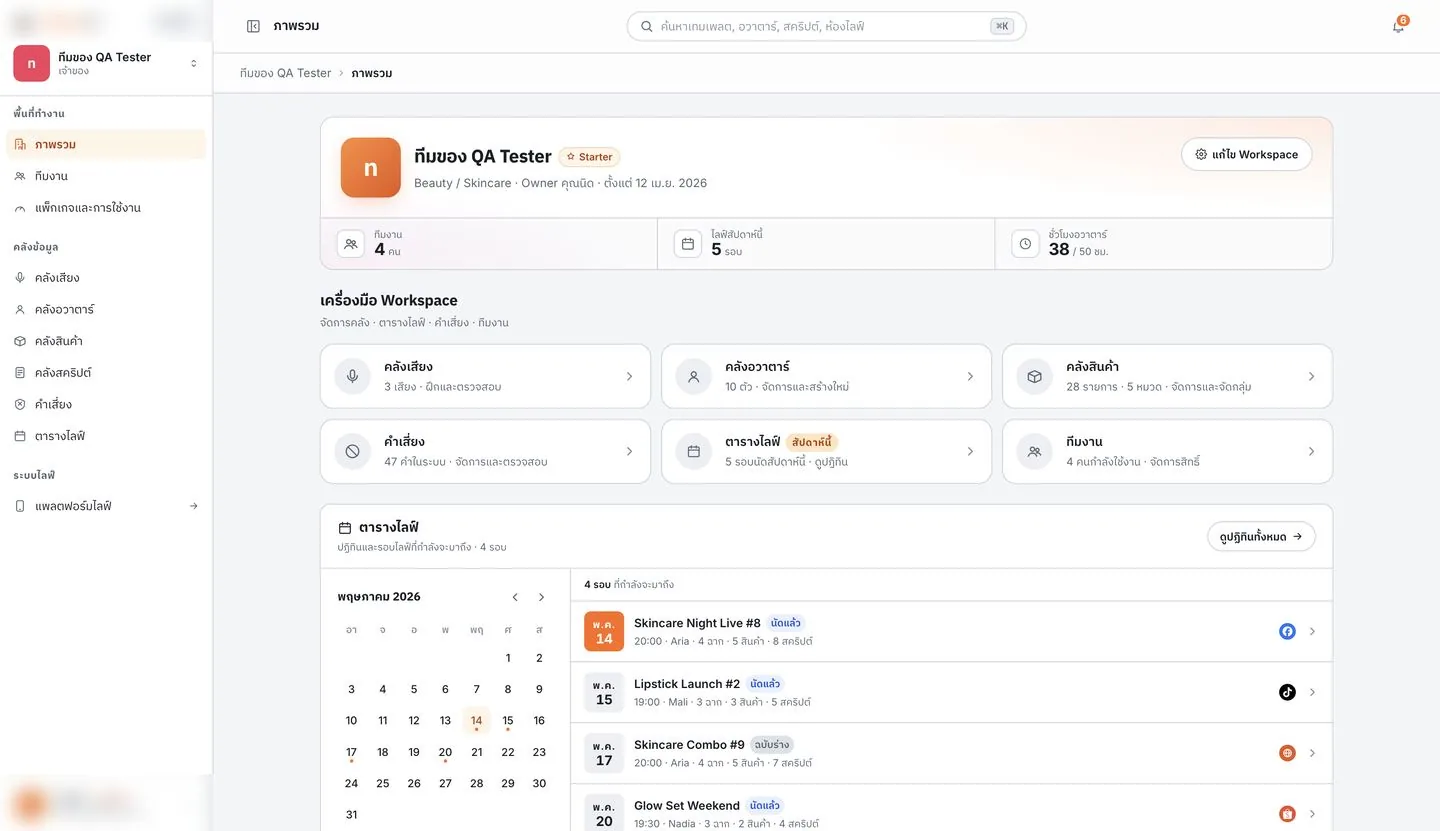 n
ทีมของ QA Tester
เจ้าของ
พื้นที่ทำงาน
ภาพรวม
ทีมงาน
แพ็กเกจและการใช้งาน
คลังข้อมูล
คลังเสียง
คลังอวาตาร์
คลังสินค้า
คลังสคริปต์
คำเสี่ยง
ตารางไลฟ์
ระบบไลฟ์
แพลตฟอร์มไลฟ์ →
ภาพรวม
ค้นหาเทมเพลต, อวาตาร์, สคริปต์, ห้องไลฟ์ ⌘K
6
ทีมของ QA Tester › ภาพรวม
n
ทีมของ QA Tester Starter
Beauty / Skincare · Owner คุณนิด · ตั้งแต่ 12 เม.ย. 2026
แก้ไข Workspace
ทีมงาน
4 คน
ไลฟ์สัปดาห์นี้
5 รอบ
ชั่วโมงอวาตาร์
38 / 50 ชม.
เครื่องมือ Workspace
จัดการคลัง · ตารางไลฟ์ · คำเสี่ยง · ทีมงาน
คลังเสียง
3 เสียง · ฝึกและตรวจสอบ
คลังอวาตาร์
10 ตัว · จัดการและสร้างใหม่
คลังสินค้า
28 รายการ · 5 หมวด · จัดการและจัดกลุ่ม
คำเสี่ยง
47 คำในระบบ · จัดการและตรวจสอบ
ตารางไลฟ์ สัปดาห์นี้
5 รอบนัดสัปดาห์นี้ · ดูปฏิทิน
ทีมงาน
4 คนกำลังใช้งาน · จัดการสิทธิ์
ตารางไลฟ์
ปฏิทินและรอบไลฟ์ที่กำลังจะมาถึง · 4 รอบ
ดูปฏิทินทั้งหมด →
พฤษภาคม 2026
อา จ อ พ พฤ ศ ส
1 2
3 4 5 6 7 8 9
10 11 12 13 14 15 16
17 18 19 20 21 22 23
24 25 26 27 28 29 30
31
4 รอบ ที่กำลังจะมาถึง
พ.ค.
14
Skincare Night Live #8 นัดแล้ว
20:00 · Aria · 4 ฉาก · 5 สินค้า · 8 สคริปต์
พ.ค.
15
Lipstick Launch #2 นัดแล้ว
19:00 · Mali · 3 ฉาก · 3 สินค้า · 5 สคริปต์
พ.ค.
17
Skincare Combo #9 ฉบับร่าง
20:00 · Aria · 4 ฉาก · 5 สินค้า · 7 สคริปต์
พ.ค.
20
Glow Set Weekend นัดแล้ว
19:30 · Nadia · 3 ฉาก · 2 สินค้า · 4 สคริปต์